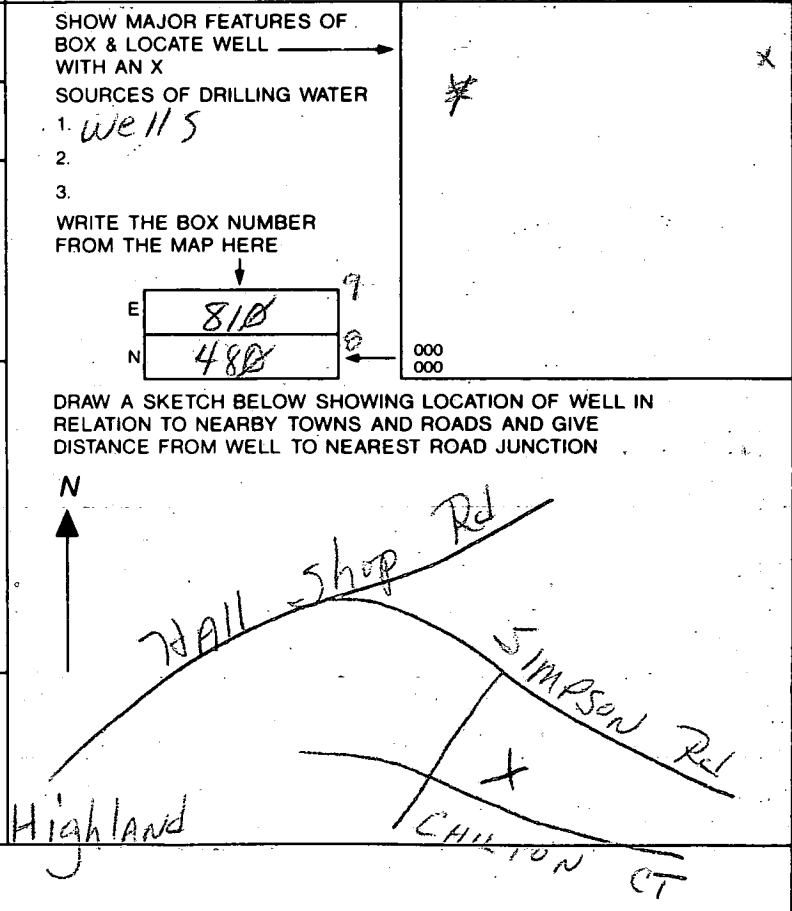 SHOW MAJOR FEATURES OF
BOX & LOCATE WELL
WITH AN X
X
SOURCES OF DRILLING WATER
1. wells
2.
3.
WRITE THE BOX NUMBER
FROM THE MAP HERE
9
E 810
8
N 480
000
000
DRAW A SKETCH BELOW SHOWING LOCATION OF WELL IN
RELATION TO NEARBY TOWNS AND ROADS AND GIVE
DISTANCE FROM WELL TO NEAREST ROAD JUNCTION
N
Hall Shop Rd
SIMPSON Rd
X
Highland
CHILTON CT